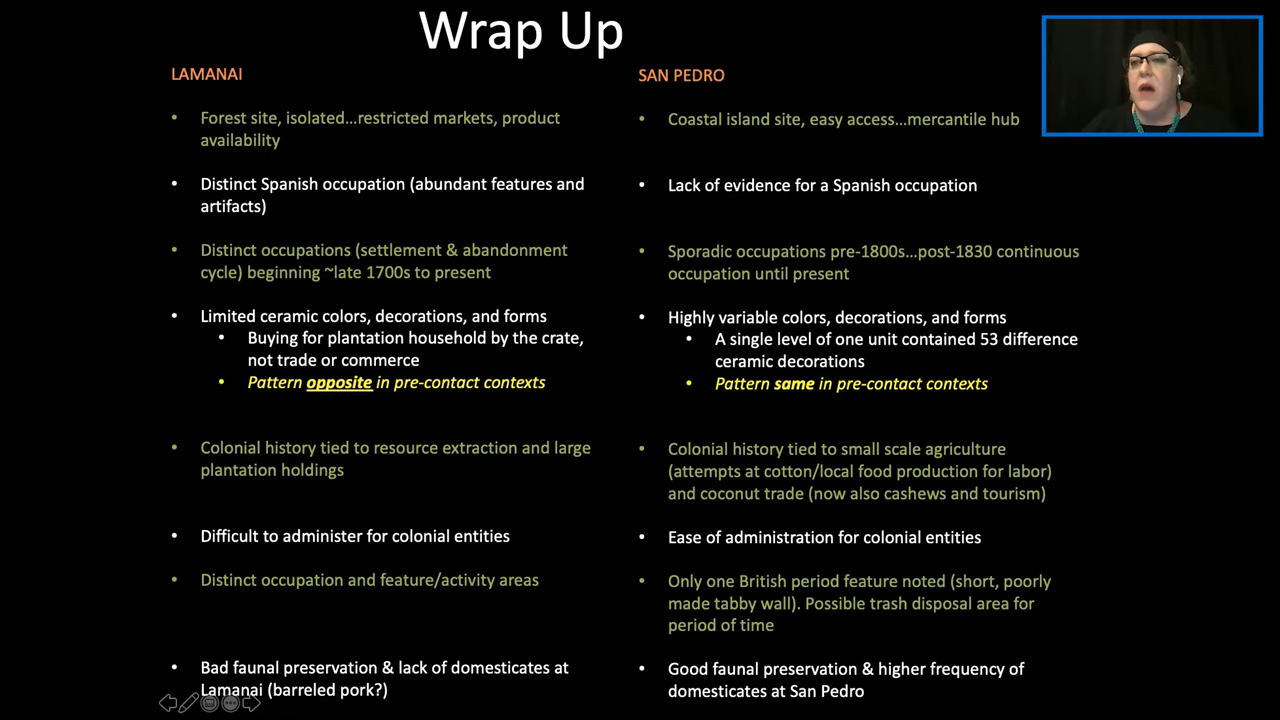 Wrap Up
LAMANAI
• Forest site, isolated...restricted markets, product
availability
• Distinct Spanish occupation (abundant features and
artifacts)
• Distinct occupations (settlement & abandonment
cycle) beginning ~late 1700s to present
• Limited ceramic colors, decorations, and forms
• Buying for plantation household by the crate,
not trade or commerce
• Pattern opposite in pre-contact contexts
• Colonial history tied to resource extraction and large
plantation holdings
• Difficult to administer for colonial entities
• Distinct occupation and feature/activity areas
• Bad faunal preservation & lack of domesticates at
Lamanai (barreled pork?)
SAN PEDRO
• Coastal island site, easy access...mercantile hub
• Lack of evidence for a Spanish occupation
• Sporadic occupations pre-1800s...post-1830 continuous
occupation until present
• Highly variable colors, decorations, and forms
• A single level of one unit contained 53 difference
ceramic decorations
• Pattern same in pre-contact contexts
• Colonial history tied to small scale agriculture
(attempts at cotton/local food production for labor)
and coconut trade (now also cashews and tourism)
• Ease of administration for colonial entities
• Only one British period feature noted (short, poorly
made tabby wall). Possible trash disposal area for
period of time
• Good faunal preservation & higher frequency of
domesticates at San Pedro